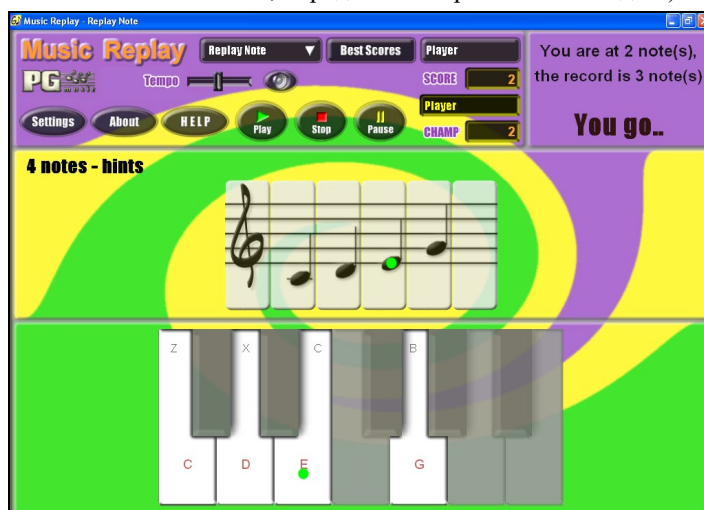 Music Replay - Replay Note
Music Replay
Replay Note
Best Scores
Player
PG music
Tempo
SCORE 2
Player
CHAMP 2
Settings
About
HELP
Play
Stop
Pause
You are at 2 note(s),
the record is 3 note(s)
You go..
4 notes - hints
Z X C B
C D E G